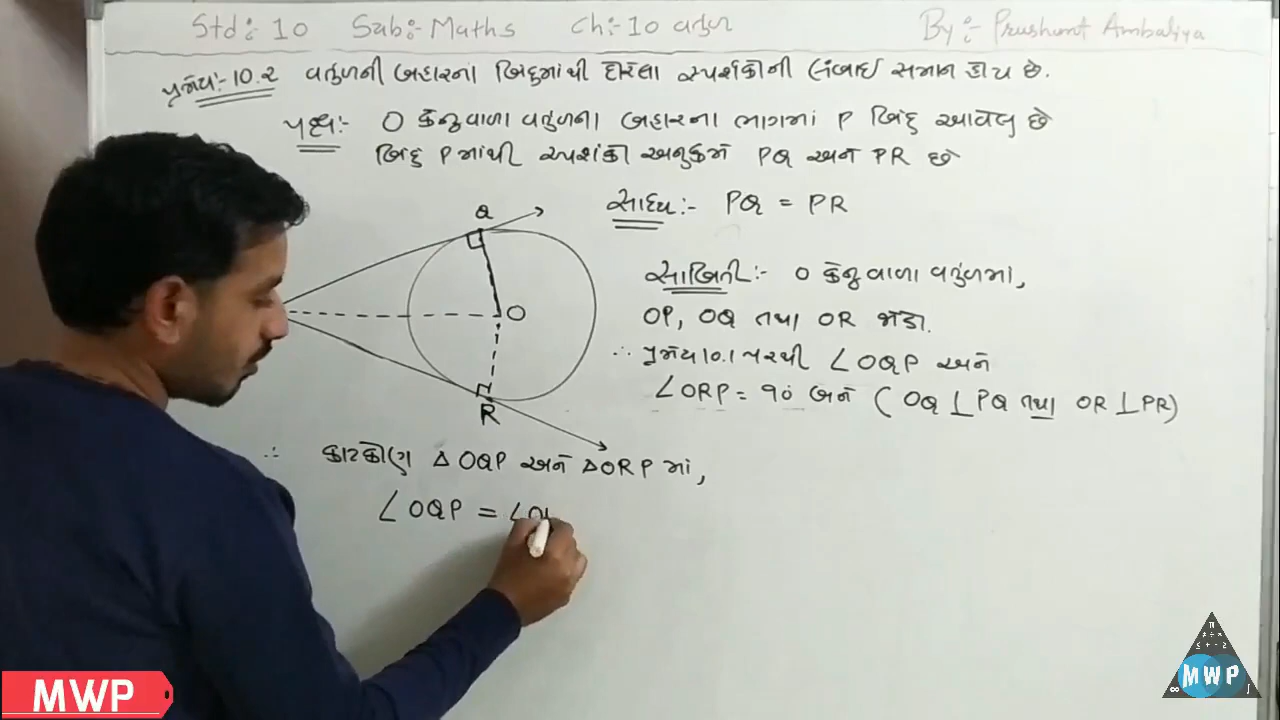 Std :- 10 Sub:- Maths Ch:-10 વર્તુળ By:- Prushant Ambaliya
પ્રમેય:- 10.2 વર્તુળની બહારના બિંદુમાંથી દોરેલા સ્પર્શકોની લંબાઇ સમાન હોય છે.
પક્ષ:- O કેન્દ્રવાળા વર્તુળના બહારના ભાગમાં P બિંદુ આવેલુ છે
બિંદુ P માંથી સ્પર્શકો અનુક્રમે PQ અને PR છે
સાધ્ય:- PQ = PR
Q
સાબિતી:- O કેન્દ્રવાળા વર્તુળમાં,
O
OP, OQ તથા OR જોડો.
∴ પ્રમેય 10.1 પરથી ∠OQP અને
∠ORP = ૯૦ બને ( OQ ⊥ PQ તથા OR ⊥ PR)
R
∴ કાટકોણ △ OQP અને △ORP માં,
∠ OQP = ∠O
MWP
MWP